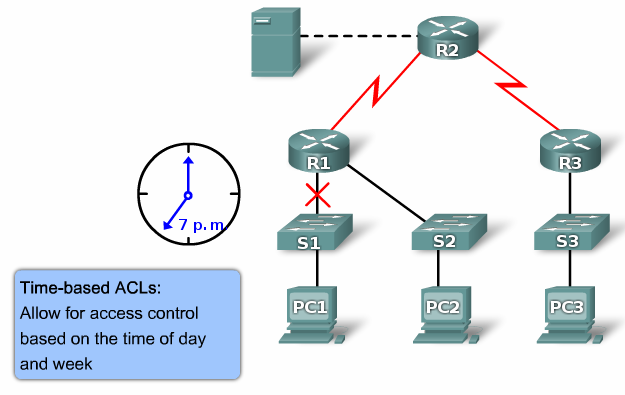 R2
R1
R3
7 p.m
S1
S2
S3
PC1
PC2
PC3
Time-based ACLs:
Allow for access control
based on the time of day
and week